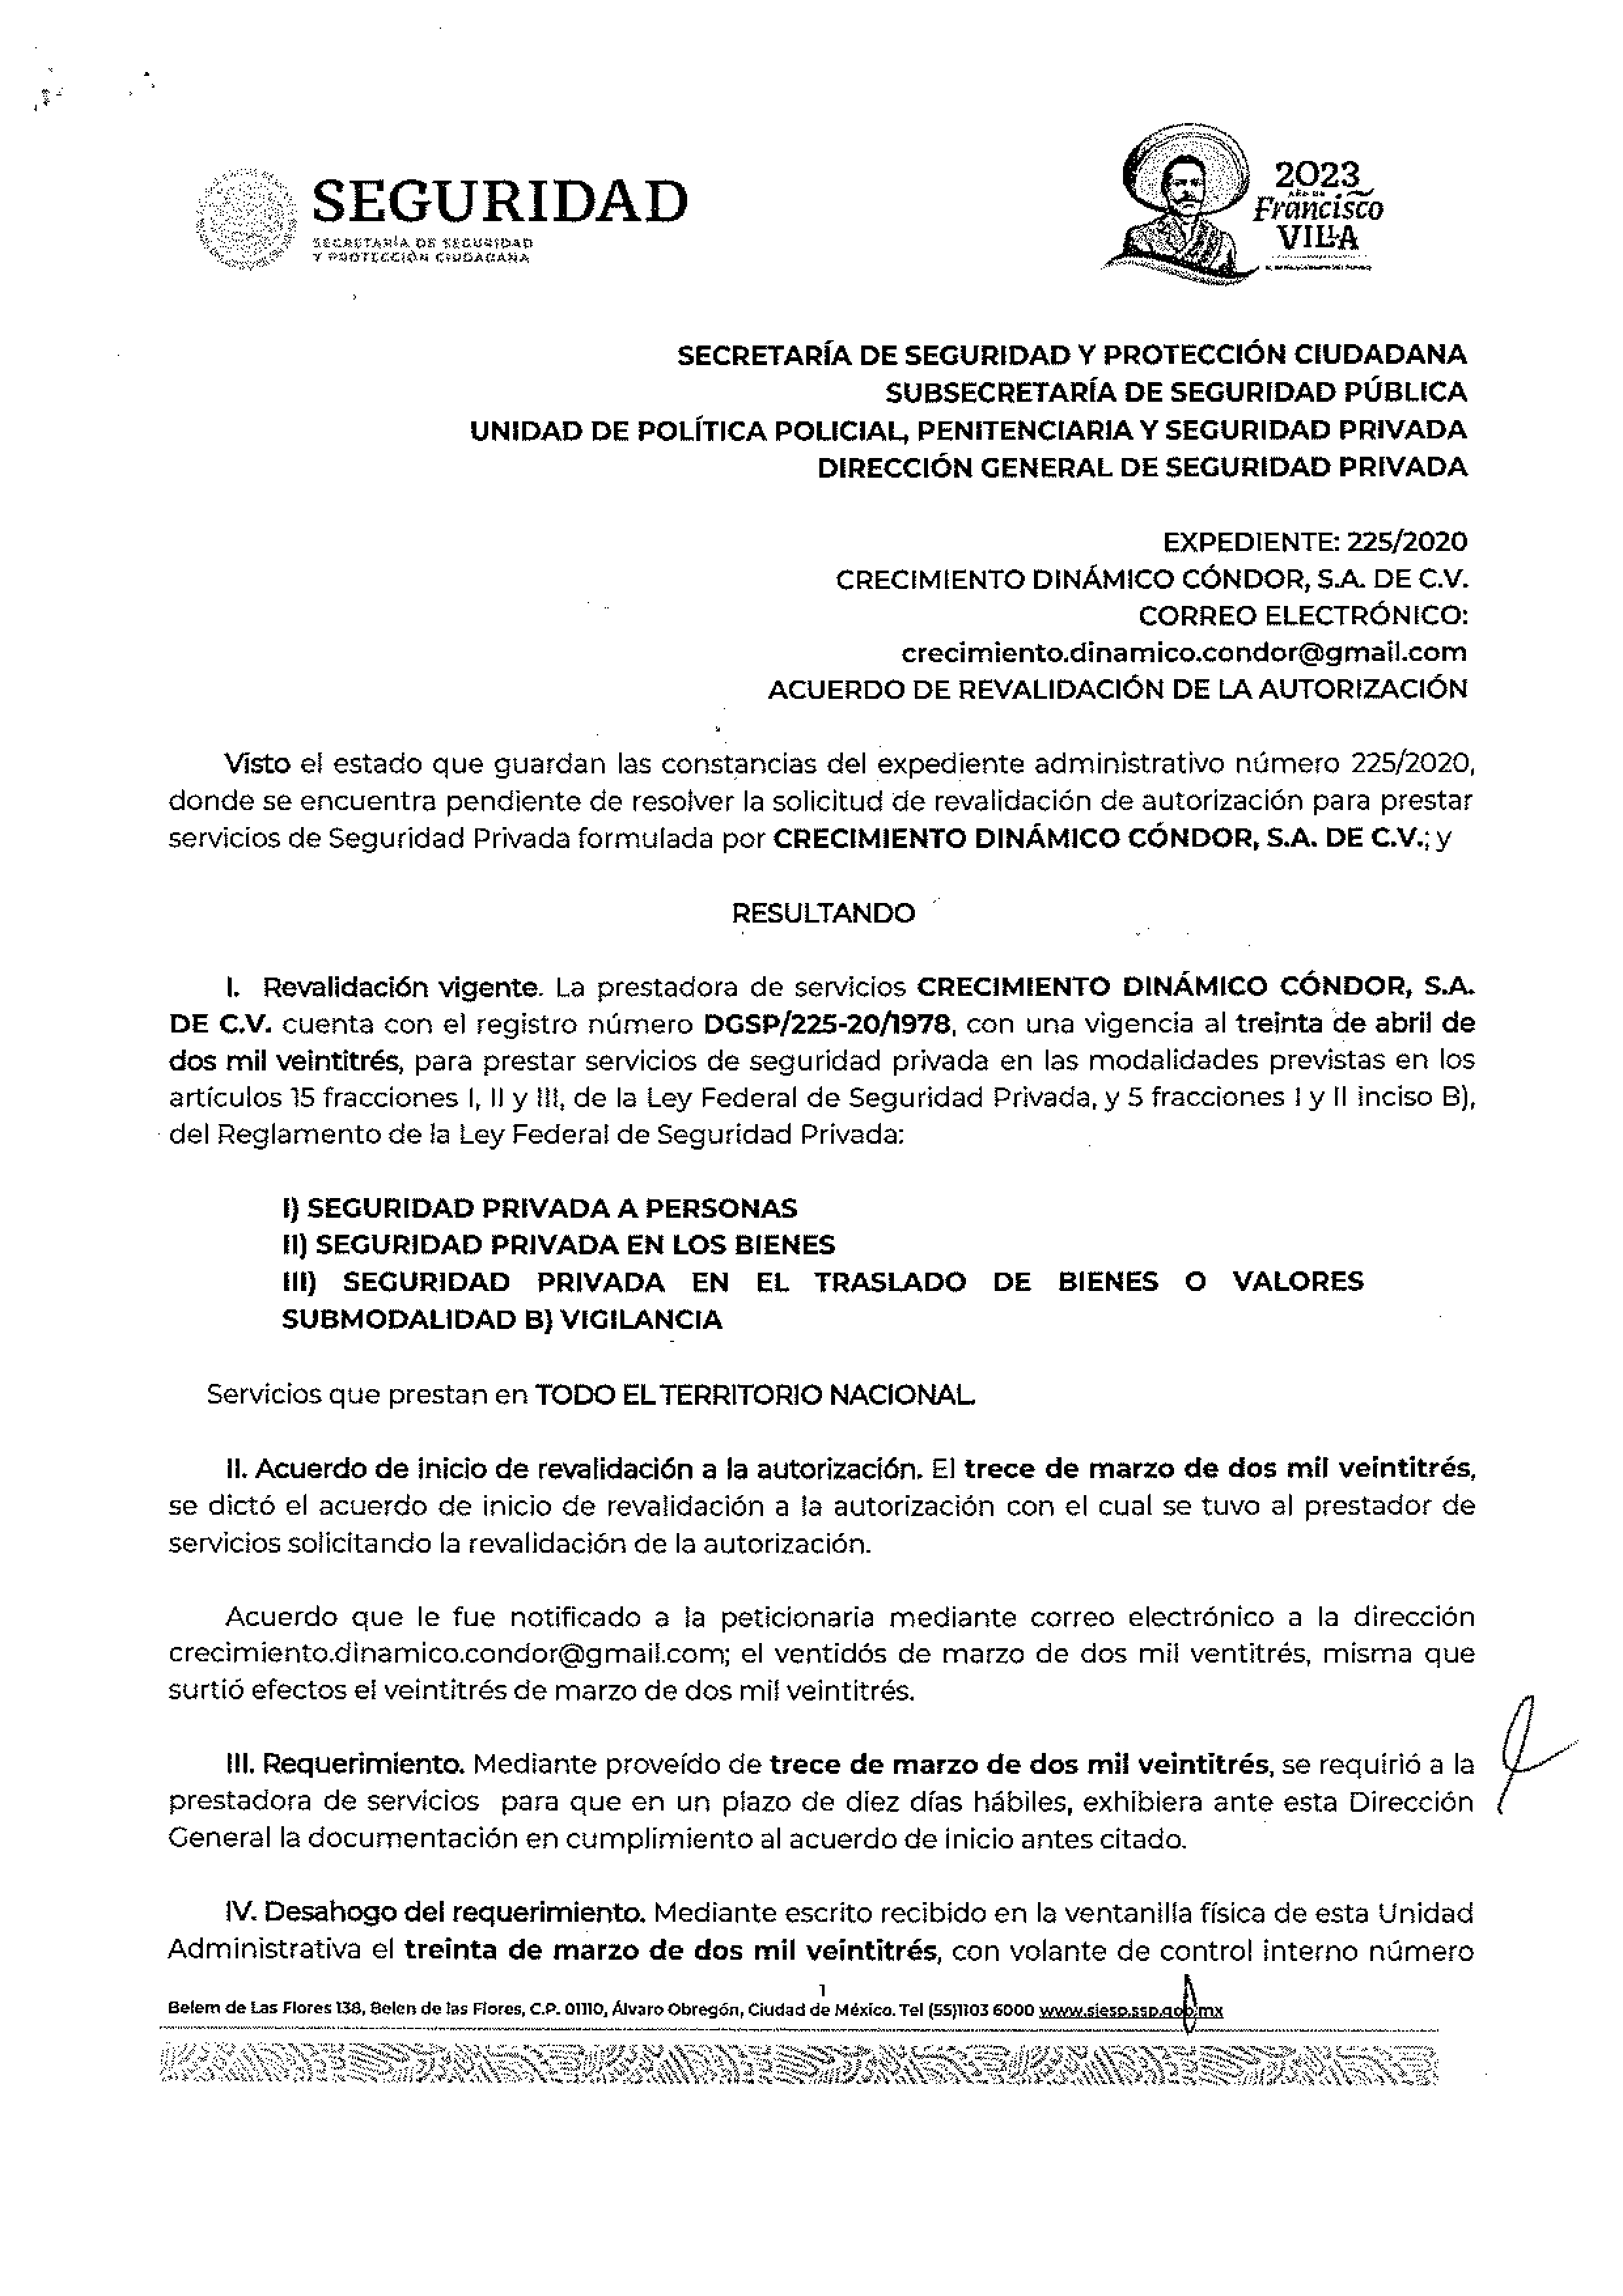 SEGURIDAD
SECRETARÍA DE SEGURIDAD
Y PROTECCIÓN CIUDADANA
2023
AÑO DE
Francisco
VILLA
SECRETARÍA DE SEGURIDAD Y PROTECCIÓN CIUDADANA
SUBSECRETARÍA DE SEGURIDAD PÚBLICA
UNIDAD DE POLÍTICA POLICIAL, PENITENCIARIA Y SEGURIDAD PRIVADA
DIRECCIÓN GENERAL DE SEGURIDAD PRIVADA
EXPEDIENTE: 225/2020
CRECIMIENTO DINÁMICO CÓNDOR, S.A. DE C.V.
CORREO ELECTRÓNICO:
crecimiento.dinamico.condor@gmail.com
ACUERDO DE REVALIDACIÓN DE LA AUTORIZACIÓN
Visto el estado que guardan las constancias del expediente administrativo número 225/2020,
donde se encuentra pendiente de resolver la solicitud de revalidación de autorización para prestar
servicios de Seguridad Privada formulada por CRECIMIENTO DINÁMICO CÓNDOR, S.A. DE C.V.; y
RESULTANDO
I. Revalidación vigente. La prestadora de servicios CRECIMIENTO DINÁMICO CÓNDOR, S.A.
DE C.V. cuenta con el registro número DGSP/225-20/1978, con una vigencia al treinta de abril de
dos mil veintitrés, para prestar servicios de seguridad privada en las modalidades previstas en los
artículos 15 fracciones I, II y III, de la Ley Federal de Seguridad Privada, y 5 fracciones I y II inciso B),
del Reglamento de la Ley Federal de Seguridad Privada:
I) SEGURIDAD PRIVADA A PERSONAS
II) SEGURIDAD PRIVADA EN LOS BIENES
III) SEGURIDAD PRIVADA EN EL TRASLADO DE BIENES O VALORES
SUBMODALIDAD B) VIGILANCIA
Servicios que prestan en TODO EL TERRITORIO NACIONAL.
II. Acuerdo de inicio de revalidación a la autorización. El trece de marzo de dos mil veintitrés,
se dictó el acuerdo de inicio de revalidación a la autorización con el cual se tuvo al prestador de
servicios solicitando la revalidación de la autorización.
Acuerdo que le fue notificado a la peticionaria mediante correo electrónico a la dirección
crecimiento.dinamico.condor@gmail.com; el ventidós de marzo de dos mil ventitrés, misma que
surtió efectos el veintitrés de marzo de dos mil veintitrés.
III. Requerimiento. Mediante proveído de trece de marzo de dos mil veintitrés, se requirió a la
prestadora de servicios para que en un plazo de diez días hábiles, exhibiera ante esta Dirección
General la documentación en cumplimiento al acuerdo de inicio antes citado.
IV. Desahogo del requerimiento. Mediante escrito recibido en la ventanilla física de esta Unidad
Administrativa el treinta de marzo de dos mil veintitrés, con volante de control interno número
1
Belem de Las Flores 138, Belen de las Flores, C.P. 01110, Álvaro Obregón, Ciudad de México. Tel (55)1103 6000 www.siesp.ssp.gob.mx